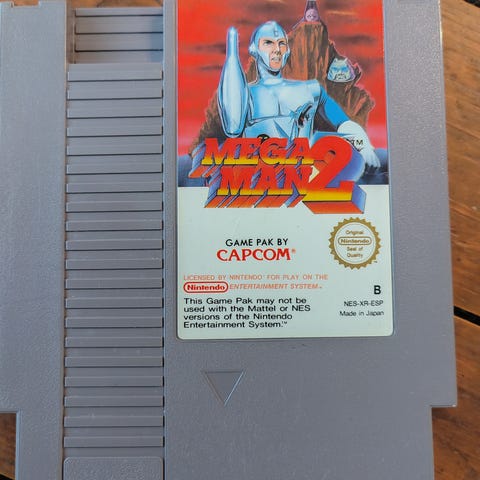 MEGA
MAN 2
TM
GAME PAK BY
CAPCOM®
Original
Nintendo
Seal of
Quality
LICENSED BY NINTENDO® FOR PLAY ON THE
Nintendo ENTERTAINMENT SYSTEM™
This Game Pak may not be
used with the Mattel or NES
versions of the Nintendo
Entertainment System.™
B
NES-XR-ESP
Made in Japan